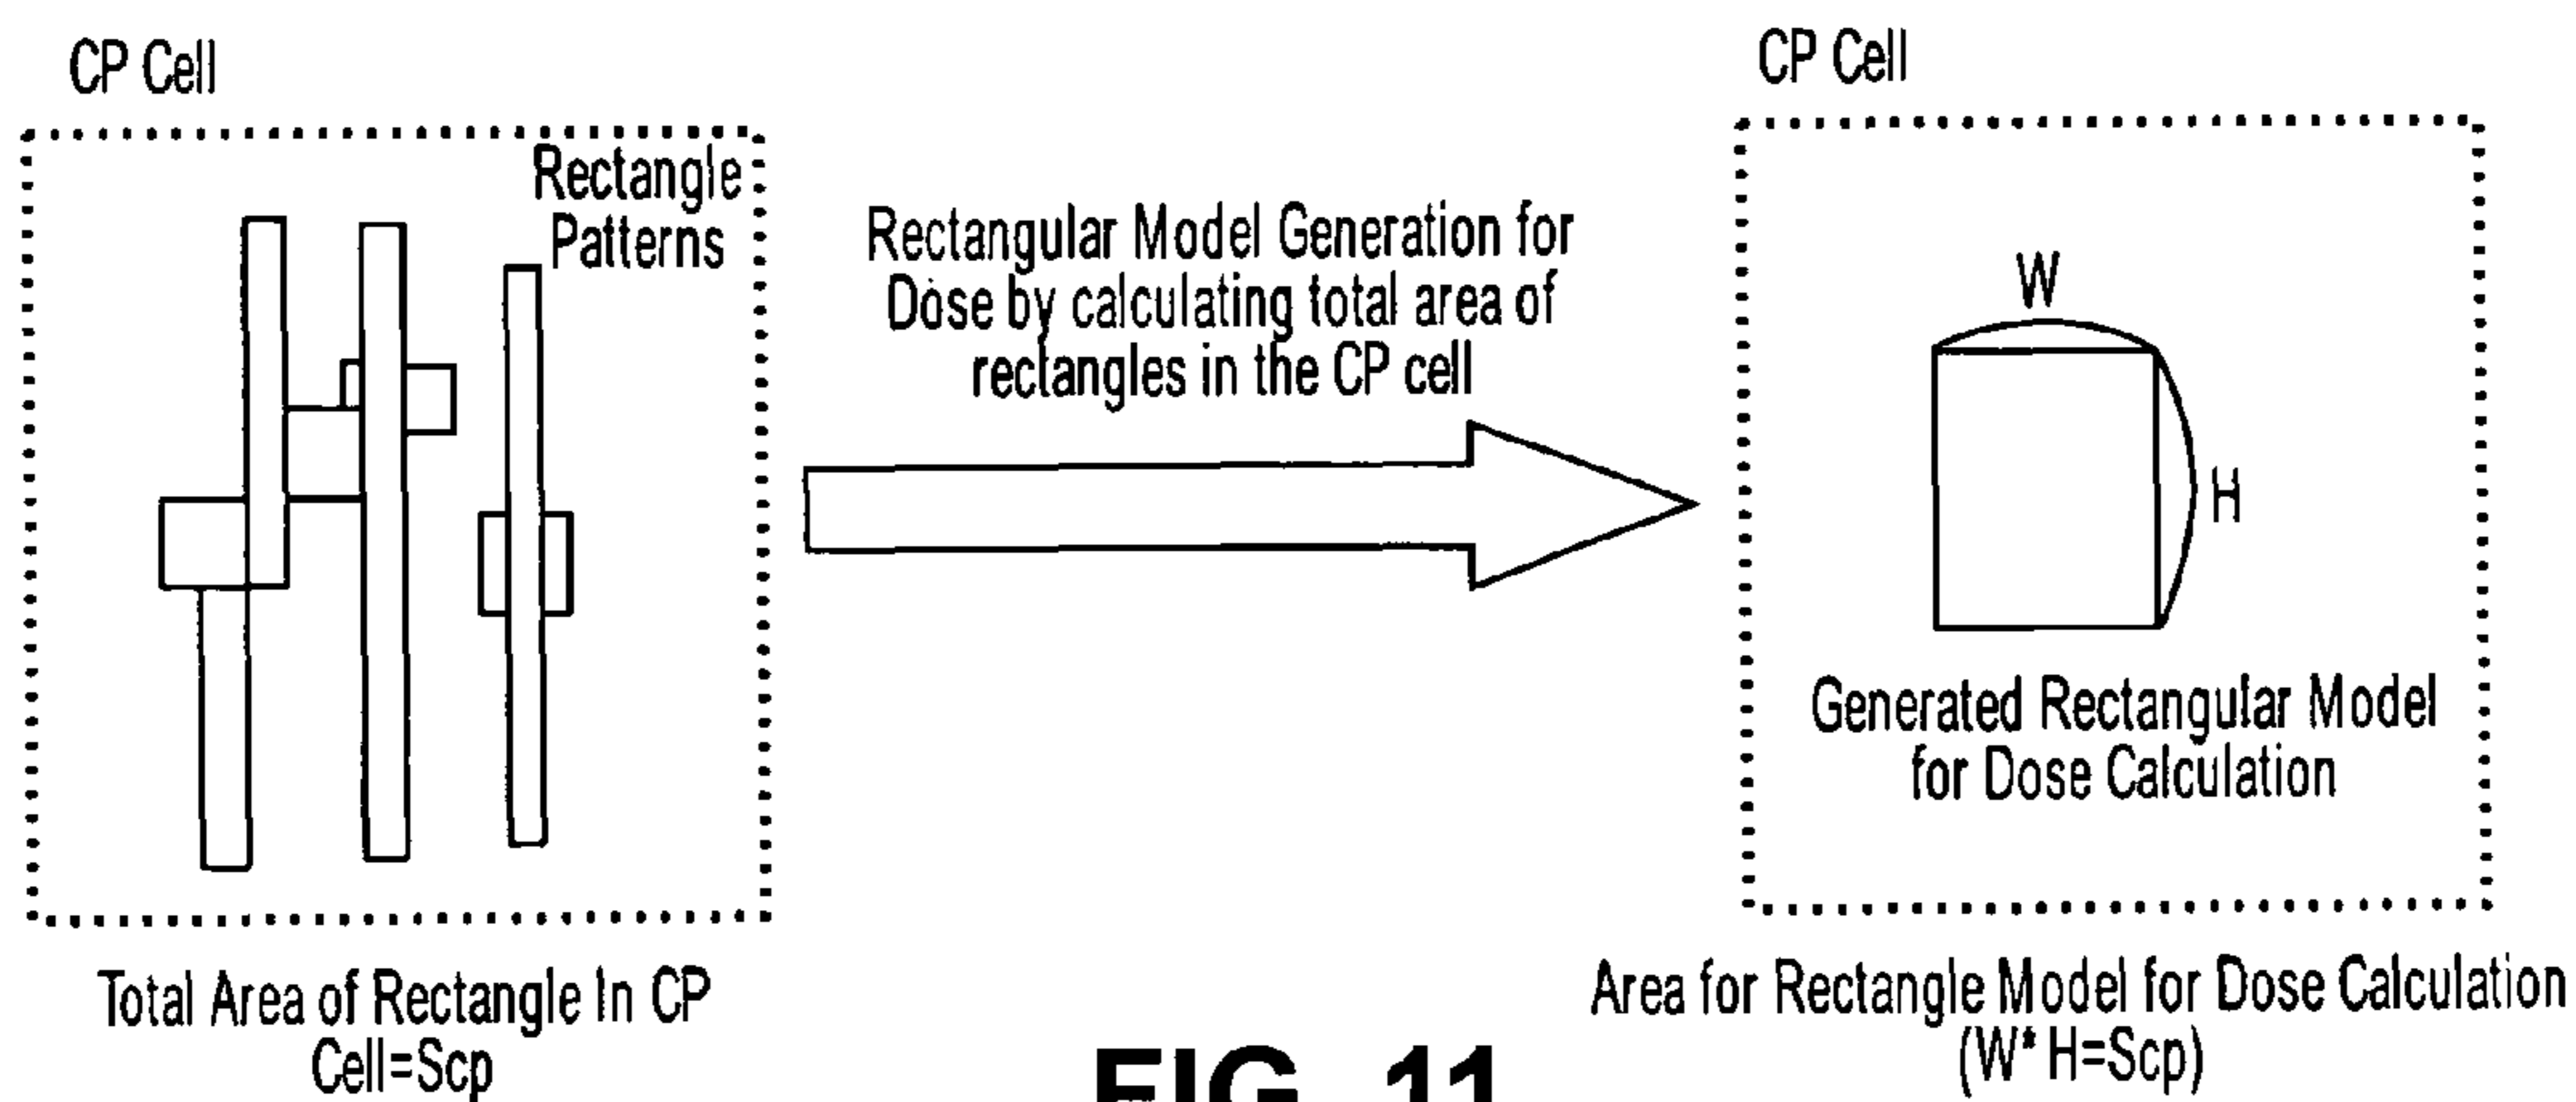 CP Cell
Rectangle
Patterns
Total Area of Rectangle In CP
Cell=Scp
Rectangular Model Generation for
Dose by calculating total area of
rectangles in the CP cell
CP Cell
W
H
Generated Rectangular Model
for Dose Calculation
Area for Rectangle Model for Dose Calculation
(W* H=Scp)
FIG. 11